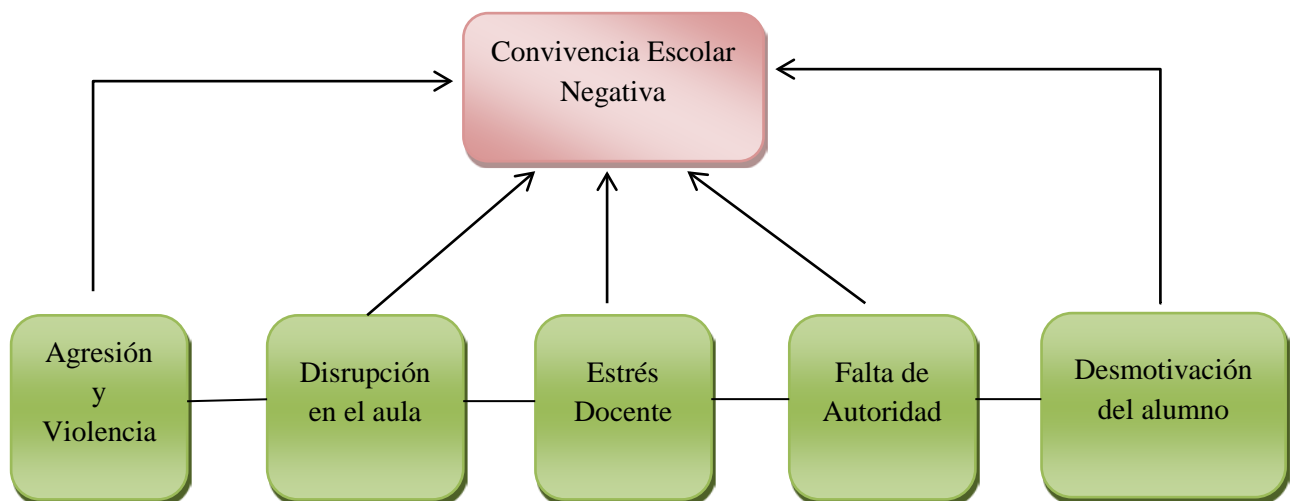 Convivencia Escolar
Negativa
Agresión
y
Violencia
Disrupción
en el aula
Estrés
Docente
Falta de
Autoridad
Desmotivación
del alumno